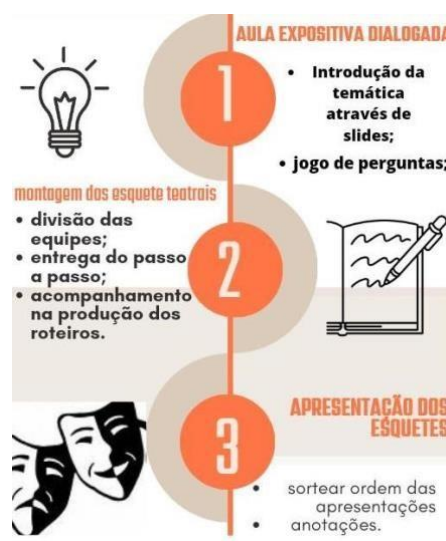 AULA EXPOSITIVA DIALOGADA
1
• Introdução da
temática
através de
slides;
• jogo de perguntas;
montagem dos esquete teatrais
• divisão das
equipes;
• entrega do passo
a passo;
• acompanhamento
na produção dos
roteiros.
2
APRESENTAÇÃO DOS
ESQUETES
3
• sortear ordem das
apresentações
• anotações.